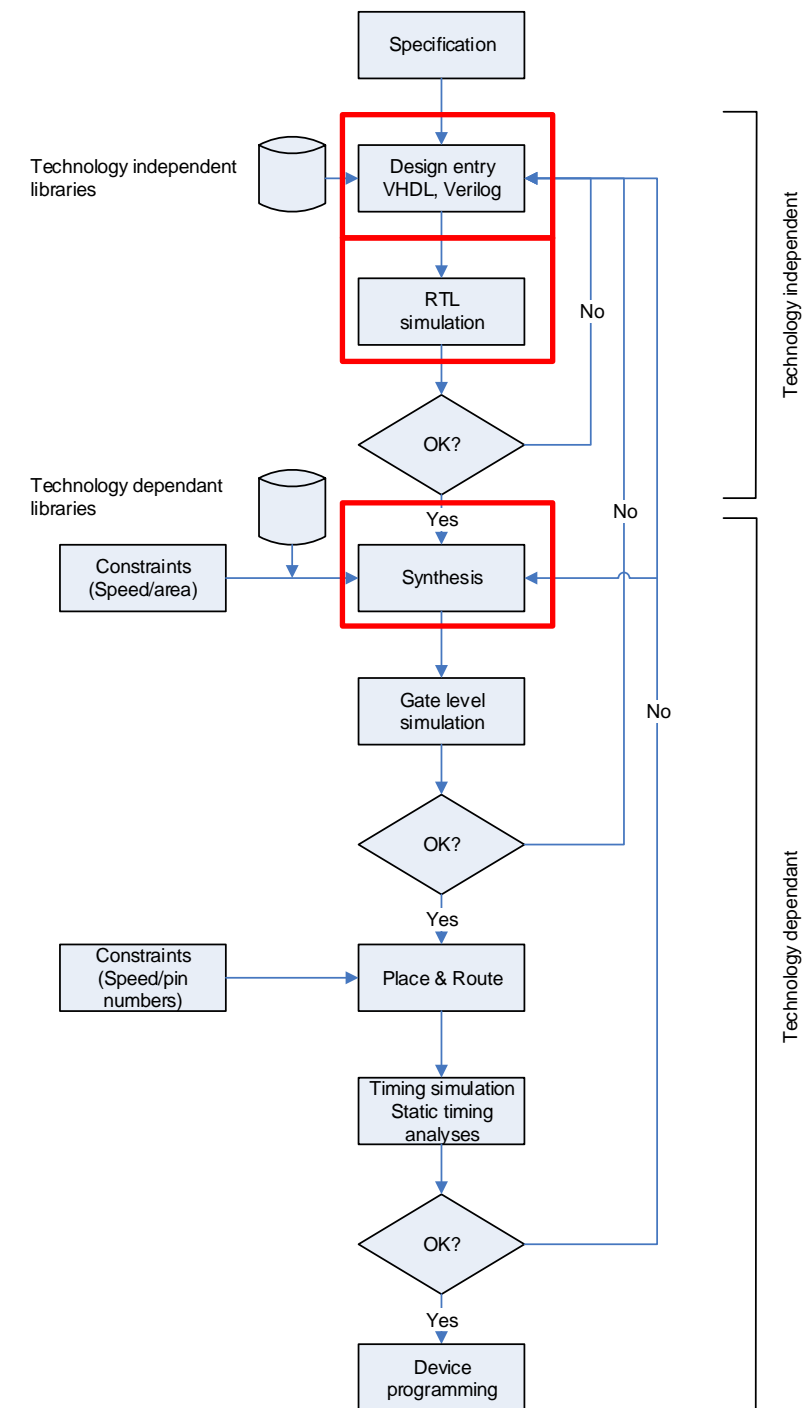 Specification
Technology independent
libraries
Design entry
VHDL, Verilog
RTL
simulation
No
Technology independent
OK?
Technology dependant
libraries
Yes
No
Constraints
(Speed/area)
Synthesis
Gate level
simulation
No
OK?
Technology dependant
Yes
Constraints
(Speed/pin
numbers)
Place & Route
Timing simulation
Static timing
analyses
OK?
Yes
Device
programming